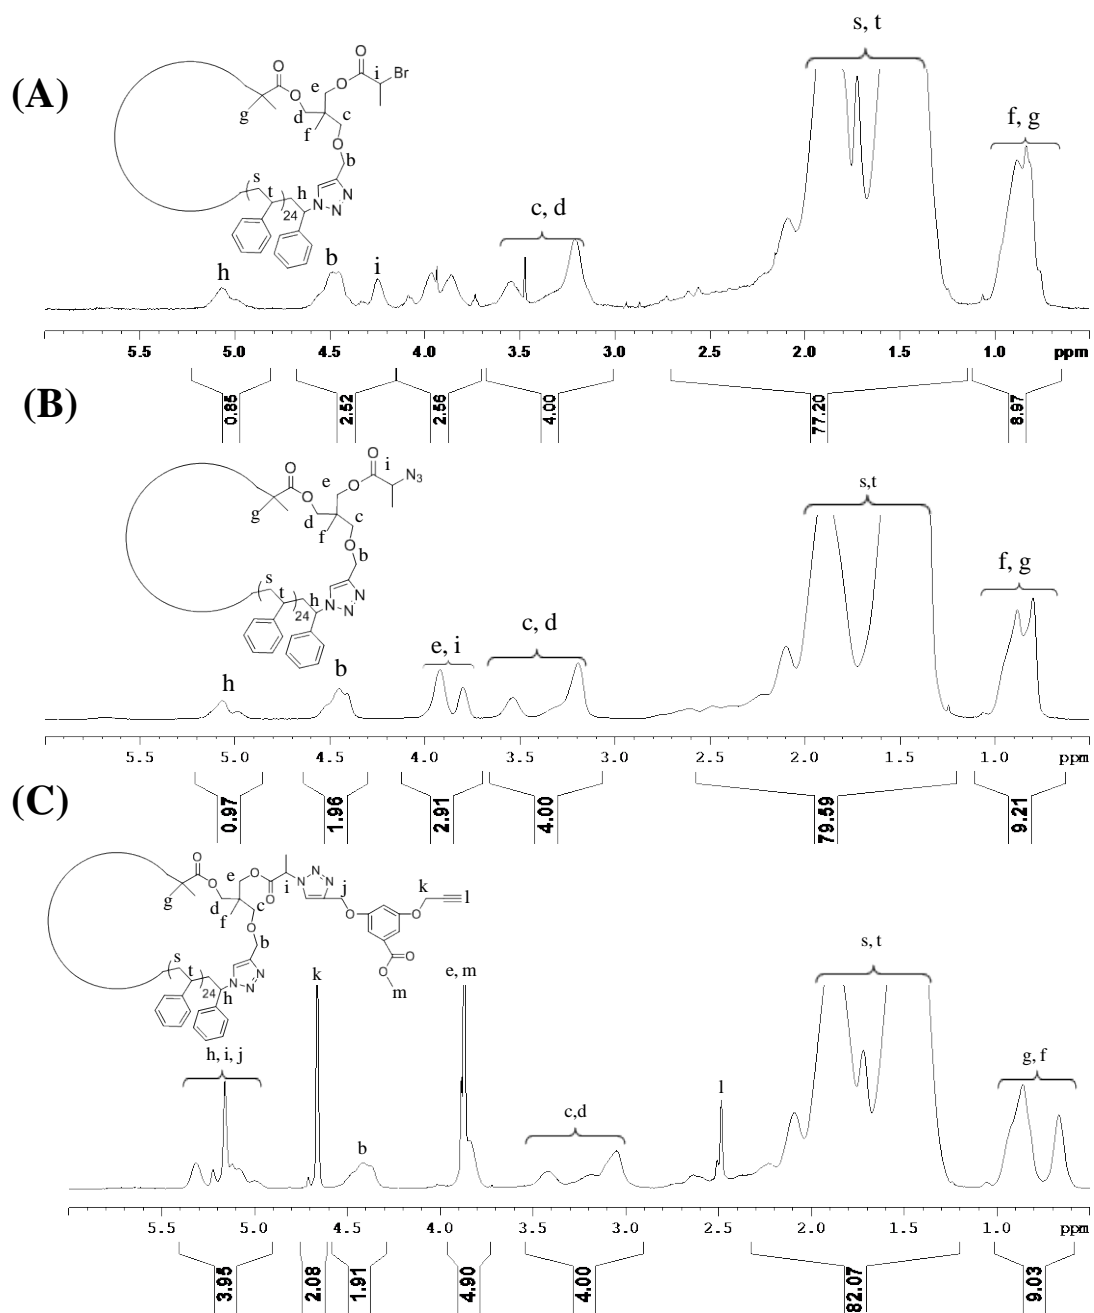 (A)
s, t
f, g
c, d
h
b
i
O
O
i
Br
e
O
O
g
d
f
c
O
b
s
t
24
h
N
N
N
5.5 5.0 4.5 4.0 3.5 3.0 2.5 2.0 1.5 1.0 ppm
0.85 2.52 2.56 4.00 77.20 8.97
(B)
s,t
f, g
c, d
e, i
b
h
O
O
i
N3
e
O
O
g
d
f
c
O
b
s
t
24
h
N
N
N
5.5 5.0 4.5 4.0 3.5 3.0 2.5 2.0 1.5 1.0 ppm
0.97 1.96 2.91 4.00 79.59 9.21
(C)
s, t
g, f
l
c,d
e, m
b
k
h, i, j
O
O
e
O
O
i
N
N
N
j
O
k
O
l
O
O
m
g
d
f
c
O
b
s
t
24
h
N
N
N
5.5 5.0 4.5 4.0 3.5 3.0 2.5 2.0 1.5 1.0 ppm
3.95 2.08 1.91 4.90 4.00 82.07 9.03